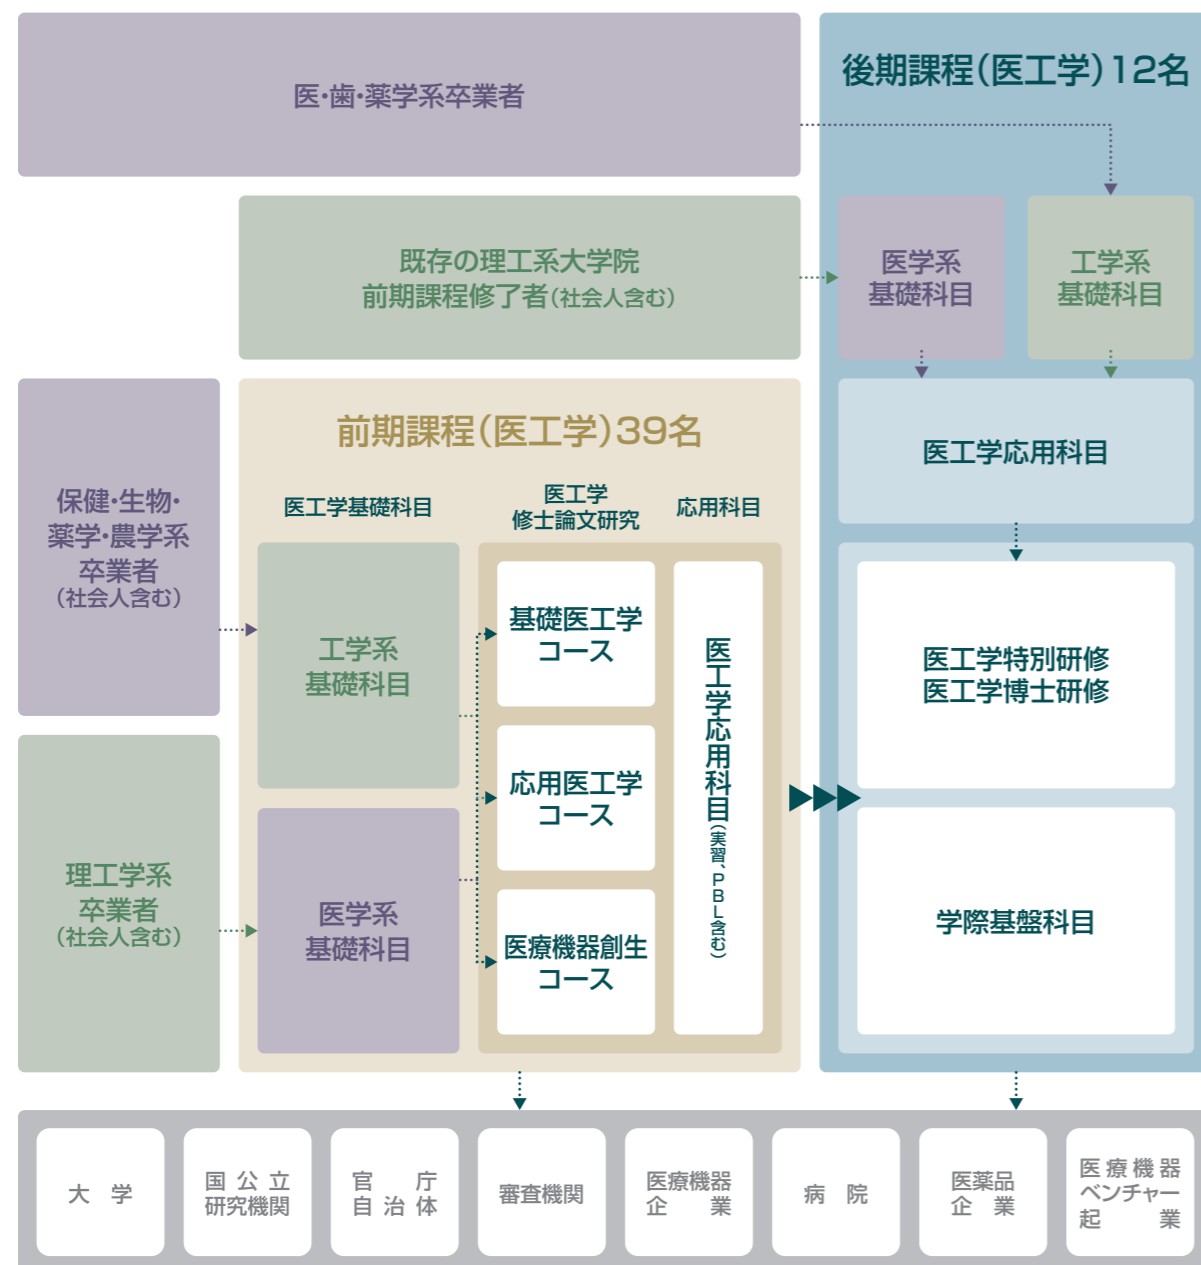 医・歯・薬学系卒業者
後期課程(医工学)12名
既存の理工系大学院
前期課程修了者(社会人含む)
医学系
基礎科目
工学系
基礎科目
医工学応用科目
医工学特別研修
医工学博士研修
学際基盤科目
保健・生物・
薬学・農学系
卒業者
(社会人含む)
理工学系
卒業者
(社会人含む)
前期課程(医工学)39名
医工学基礎科目
医工学
修士論文研究
応用科目
工学系
基礎科目
医学系
基礎科目
基礎医工学
コース
応用医工学
コース
医療機器創生
コース
医工学応用科目(実習、PBL含む)
大 学
国 公 立
研究機関
官 庁
自 治 体
審査機関
医療機器
企 業
病 院
医薬品
企 業
医療機器
ベンチャー
起 業